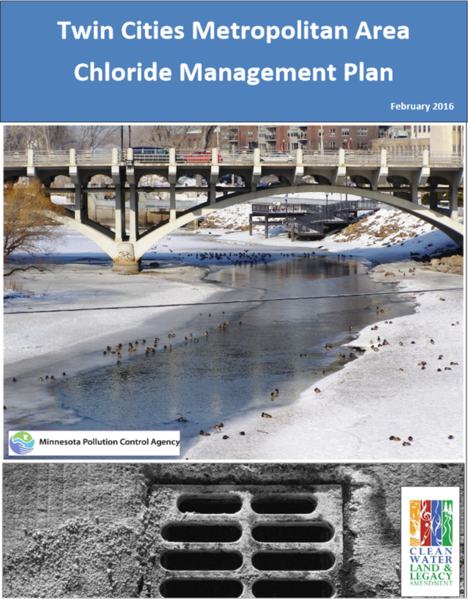 Twin Cities Metropolitan Area
Chloride Management Plan
February 2016
Minnesota Pollution Control Agency
CLEAN
WATER
LAND &
LEGACY
AMENDMENT